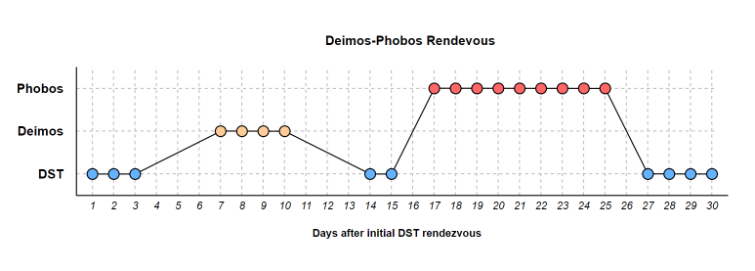 Deimos-Phobos Rendevous
Phobos
Deimos
DST
1 2 3 4 5 6 7 8 9 10 11 12 13 14 15 16 17 18 19 20 21 22 23 24 25 26 27 28 29 30
Days after initial DST rendezvous